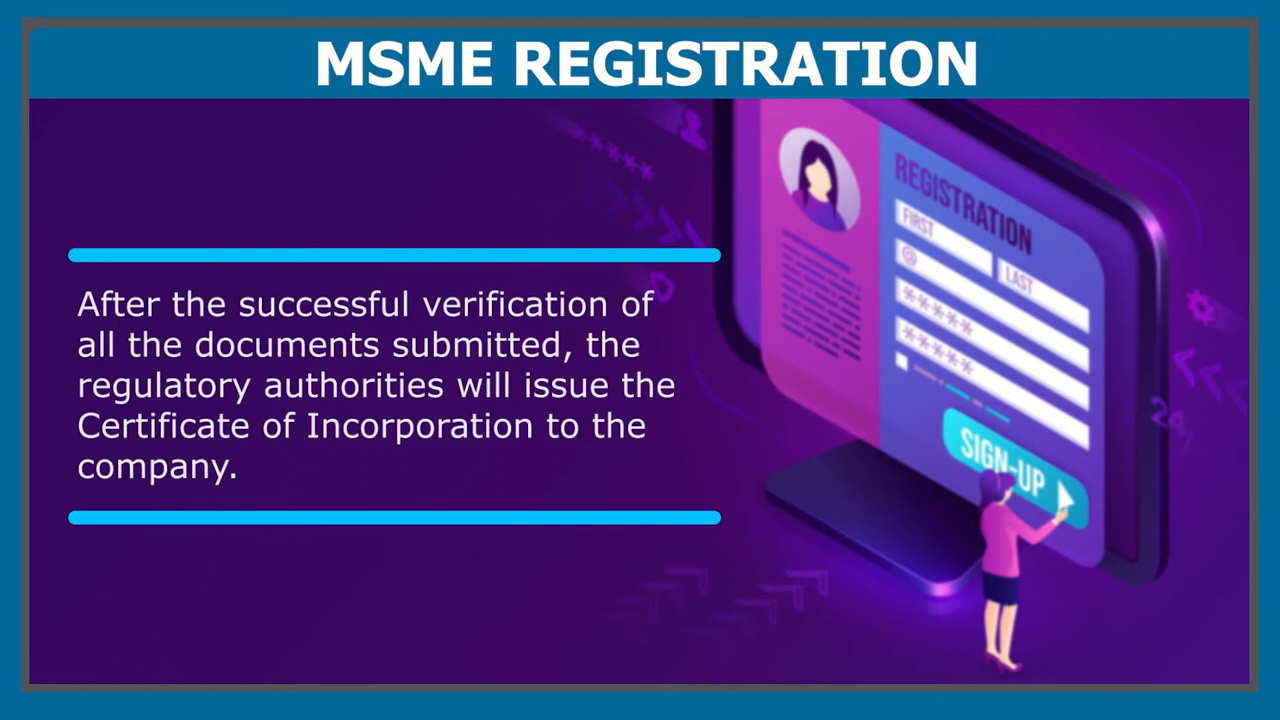 MSME REGISTRATION
After the successful verification of
all the documents submitted, the
regulatory authorities will issue the
Certificate of Incorporation to the
company.
REGISTRATION
FIRST
LAST
@
*****
*****
SIGN-UP
24